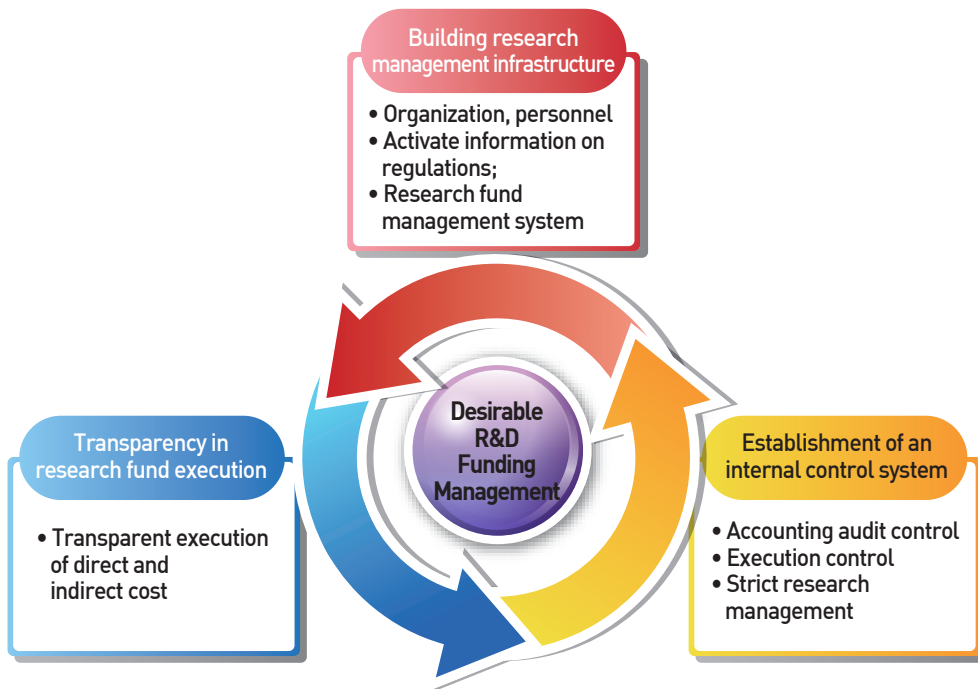 Building research
management infrastructure
• Organization, personnel
• Activate information on
regulations;
• Research fund
management system
Desirable
R&D
Funding
Management
Transparency in
research fund execution
• Transparent execution
of direct and
indirect cost
Establishment of an
internal control system
• Accounting audit control
• Execution control
• Strict research
management